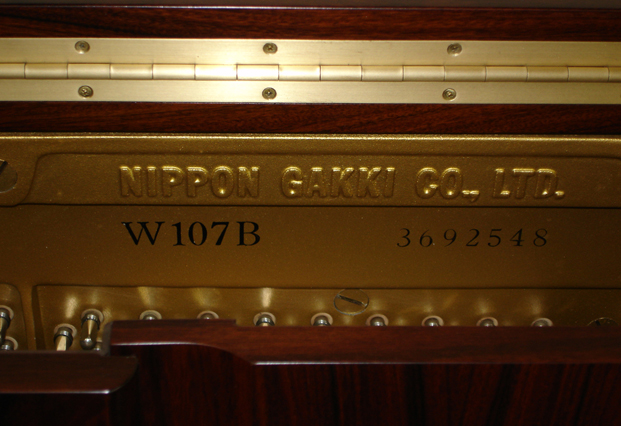 NIPPON GAKKI CO., LTD.
W107B 3692548